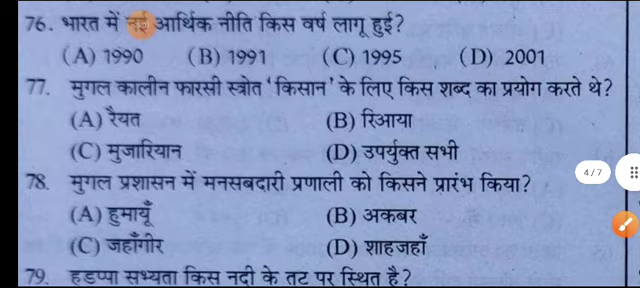 76. भारत में नई आर्थिक नीति किस वर्ष लागू हुई?
(A) 1990 (B) 1991 (C) 1995 (D) 2001
77. मुगल कालीन फारसी स्त्रोत 'किसान' के लिए किस शब्द का प्रयोग करते थे?
(A) रैयत (B) रिआया
(C) मुजारियान (D) उपर्युक्त सभी
4/7
78. मुगल प्रशासन में मनसबदारी प्रणाली को किसने प्रारंभ किया?
(A) हुमायूँ (B) अकबर
(C) जहाँगीर (D) शाहजहाँ
79. हडप्पा सभ्यता किस नदी के तट पर स्थित है?